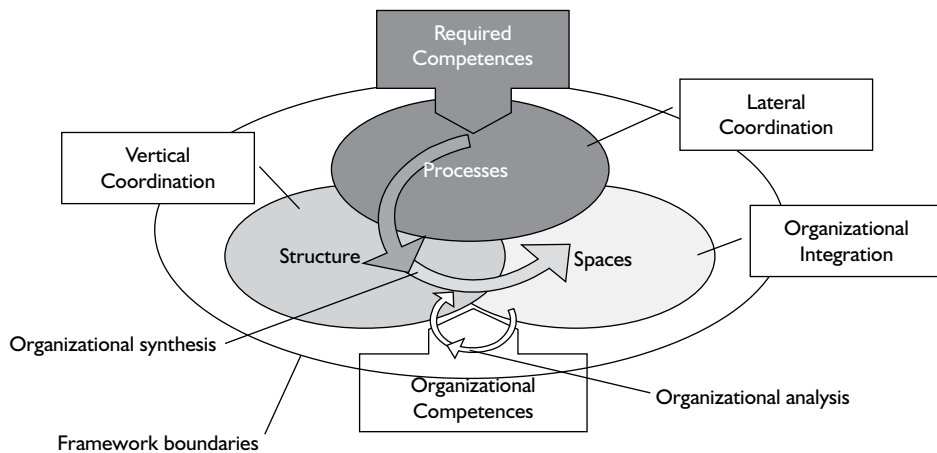 Required
Competences
Lateral
Coordination
Vertical
Coordination
Processes
Organizational
Integration
Structure
Spaces
Organizational synthesis
Organizational
Competences
Organizational analysis
Framework boundaries